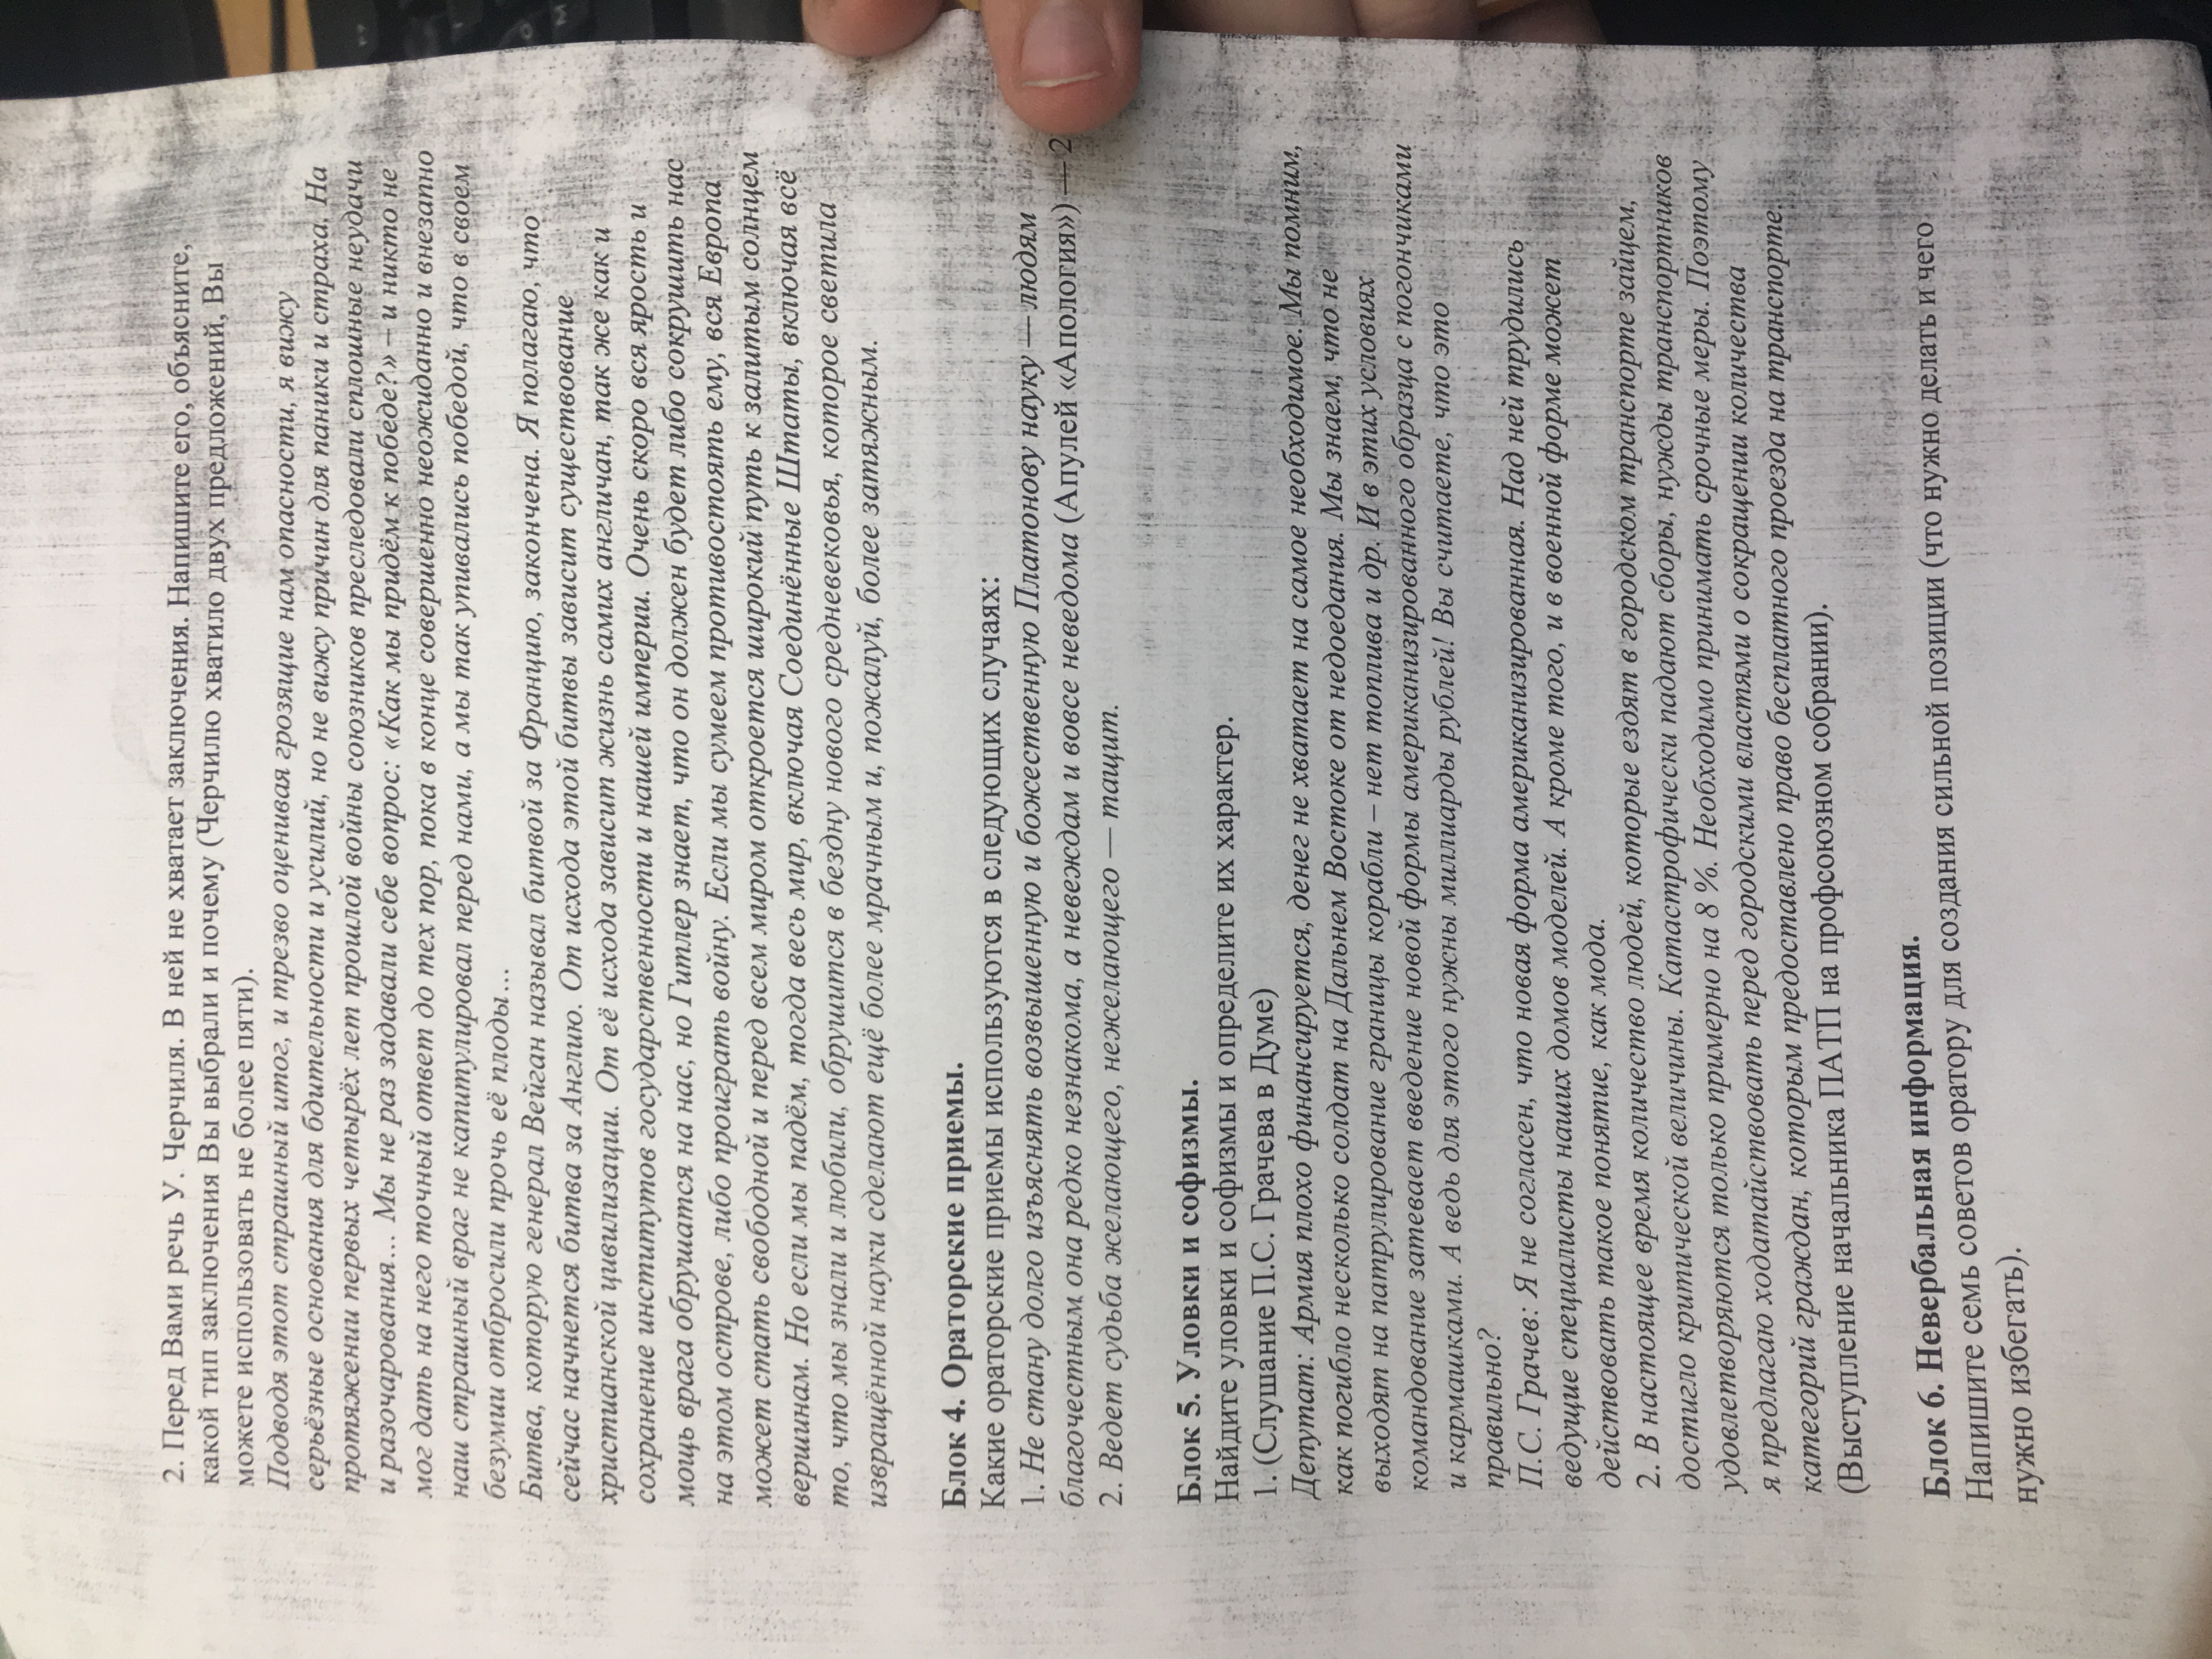 2. Перед Вами речь У. Черчиля. В ней не хватает заключения. Напишите его, объясните,
какой тип заключения Вы выбрали и почему (Черчилю хватило двух предложений, Вы
можете использовать не более пяти).
Подводя этот страшный итог, и трезво оценивая грозящие нам опасности, я вижу
серьёзные основания для бдительности и усилий, но не вижу причин для паники и страха. На
протяжении первых четырёх лет прошлой войны союзников преследовали сплошные неудачи
и разочарования... Мы не раз задавали себе вопрос: «Как мы придём к победе?» – и никто не
мог дать на него точный ответ до тех пор, пока в конце совершенно неожиданно и внезапно
наш страшный враг не капитулировал перед нами, а мы так упивались победой, что в своем
безумии отбросили прочь её плоды...
Битва, которую генерал Вейган называл битвой за Францию, закончена. Я полагаю, что
сейчас начнется битва за Англию. От исхода этой битвы зависит существование
христианской цивилизации. От её исхода зависит жизнь самих англичан, так же как и
сохранение институтов государственности и нашей империи. Очень скоро вся ярость и
мощь врага обрушатся на нас, но Гитлер знает, что он должен будет либо сокрушить нас
на этом острове, либо проиграть войну. Если мы сумеем противостоять ему, вся Европа
может стать свободной и перед всем миром откроется широкий путь к залитым солнцем
вершинам. Но если мы падём, тогда весь мир, включая Соединённые Штаты, включая всё
то, что мы знали и любили, обрушится в бездну нового средневековья, которое светила
извращённой науки сделают ещё более мрачным и, пожалуй, более затяжным.
Блок 4. Ораторские приемы.
Какие ораторские приемы используются в следующих случаях:
1. Не стану долго изъяснять возвышенную и божественную Платонову науку — людям
благочестным она редко незнакома, а невеждам и вовсе неведома (Апулей «Апология») — 2
2. Ведет судьба желающего, нежелающего — тащит.
Блок 5. Уловки и софизмы.
Найдите уловки и софизмы и определите их характер.
1. (Слушание П.С. Грачева в Думе)
Депутат: Армия плохо финансируется, денег не хватает на самое необходимое. Мы помним,
как погибло несколько солдат на Дальнем Востоке от недоедания. Мы знаем, что не
выходят на патрулирование границы корабли – нет топлива и др. И в этих условиях
командование затевает введение новой формы американизированного образца с погончиками
и кармашками. А ведь для этого нужны миллиарды рублей! Вы считаете, что это
правильно?
П.С. Грачев: Я не согласен, что новая форма американизированная. Над ней трудились
ведущие специалисты наших домов моделей. А кроме того, и в военной форме может
действовать такое понятие, как мода.
2. В настоящее время количество людей, которые ездят в городском транспорте зайцем,
достигло критической величины. Катастрофически падают сборы, нужды транспортников
удовлетворяются только примерно на 8 %. Необходимо принимать срочные меры. Поэтому
я предлагаю ходатайствовать перед городскими властями о сокращении количества
категорий граждан, которым предоставлено право бесплатного проезда на транспорте.
(Выступление начальника ПАТП на профсоюзном собрании).
Блок 6. Невербальная информация.
Напишите семь советов оратору для создания сильной позиции (что нужно делать и чего
нужно избегать).